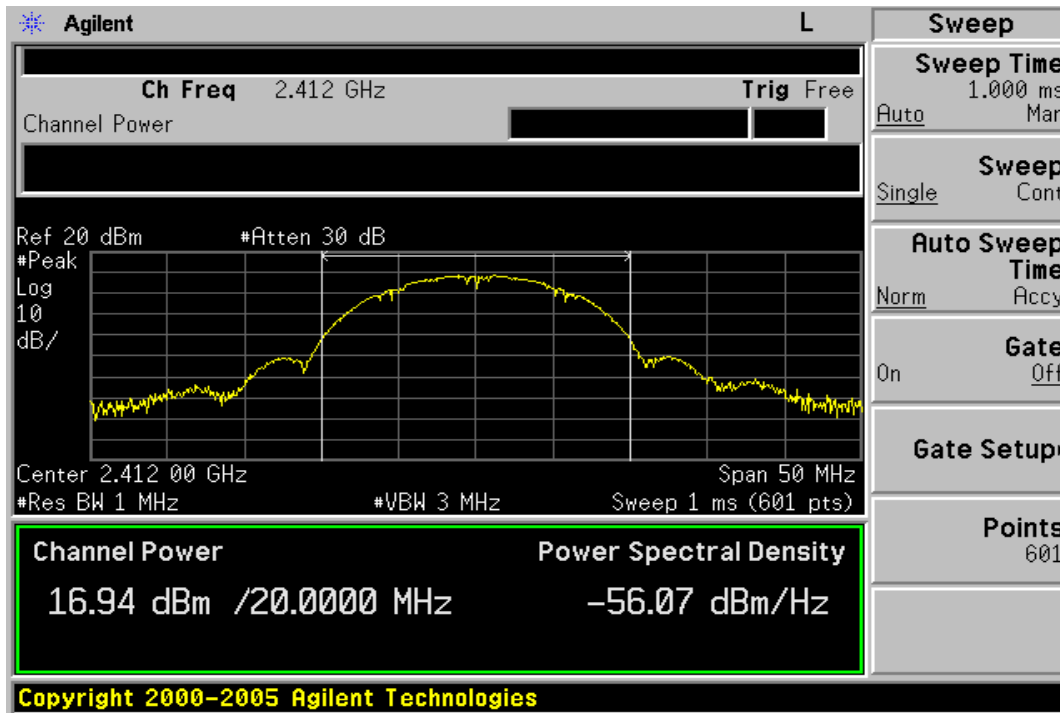 Agilent L Sweep
Ch Freq 2.412 GHz Trig Free
Channel Power
Ref 20 dBm #Atten 30 dB
#Peak
Log
10
dB/
Center 2.412 00 GHz Span 50 MHz
#Res BW 1 MHz #VBW 3 MHz Sweep 1 ms (601 pts)
Channel Power Power Spectral Density
16.94 dBm /20.0000 MHz -56.07 dBm/Hz
Copyright 2000-2005 Agilent Technologies
Sweep Time
1.000 ms
Auto Man
Sweep
Single Cont
Auto Sweep
Time
Norm Accy
Gate
On Off
Gate Setup
Points
601